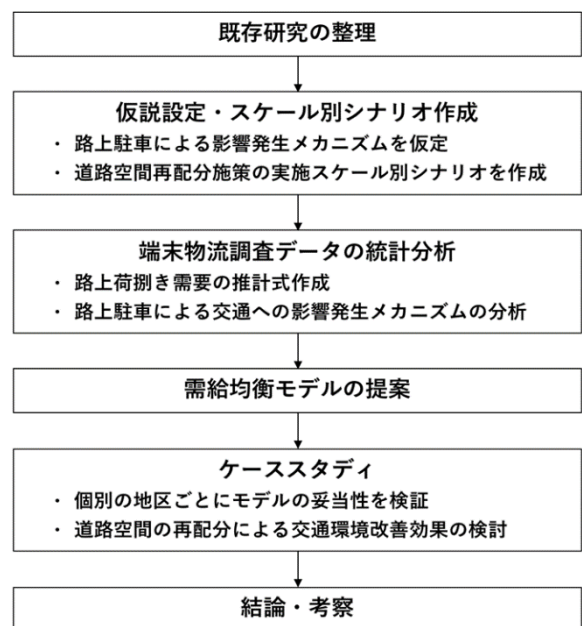 既存研究の整理
仮説設定・スケール別シナリオ作成
・ 路上駐車による影響発生メカニズムを仮定
・ 道路空間再配分施策の実施スケール別シナリオを作成
端末物流調査データの統計分析
・ 路上荷捌き需要の推計式作成
・ 路上駐車による交通への影響発生メカニズムの分析
需給均衡モデルの提案
ケーススタディ
・ 個別の地区ごとにモデルの妥当性を検証
・ 道路空間の再配分による交通環境改善効果の検討
結論・考察